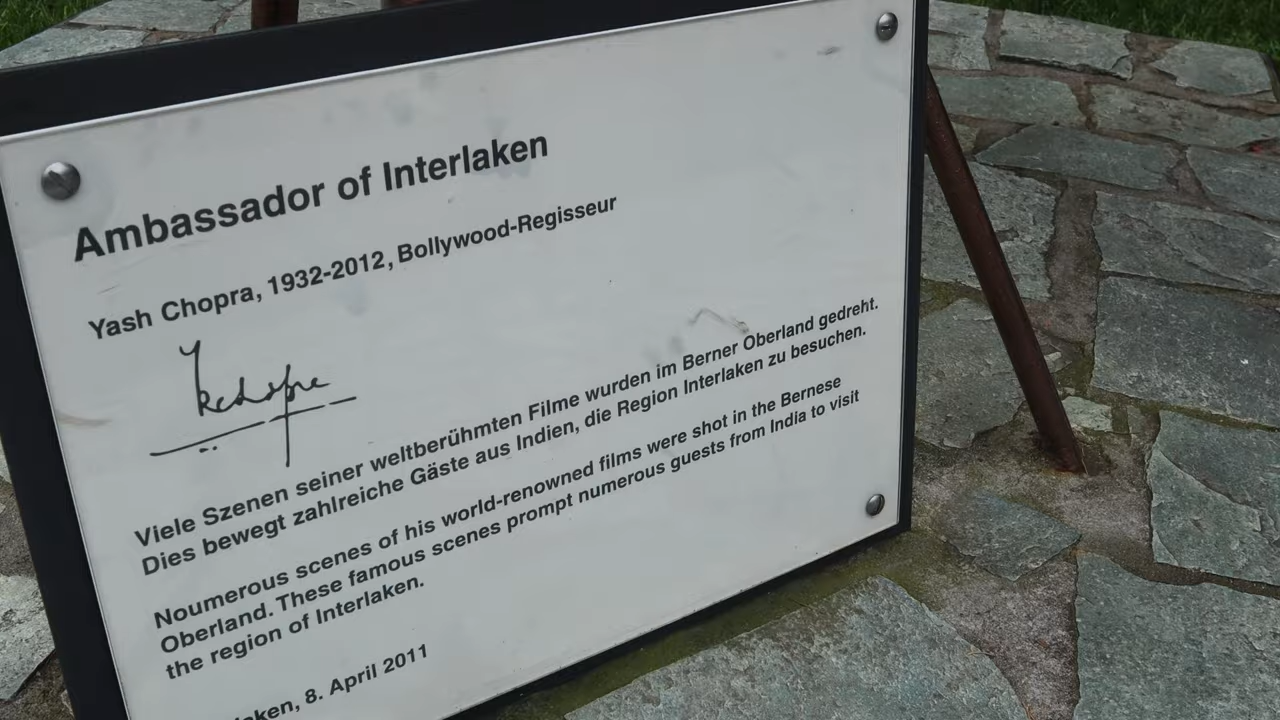 Ambassador of Interlaken
Yash Chopra, 1932-2012, Bollywood-Regisseur
Viele Szenen seiner weltberühmten Filme wurden im Berner Oberland gedreht.
Dies bewegt zahlreiche Gäste aus Indien, die Region Interlaken zu besuchen.
Noumerous scenes of his world-renowned films were shot in the Bernese
Oberland. These famous scenes prompt numerous guests from India to visit
the region of Interlaken.
laken, 8. April 2011